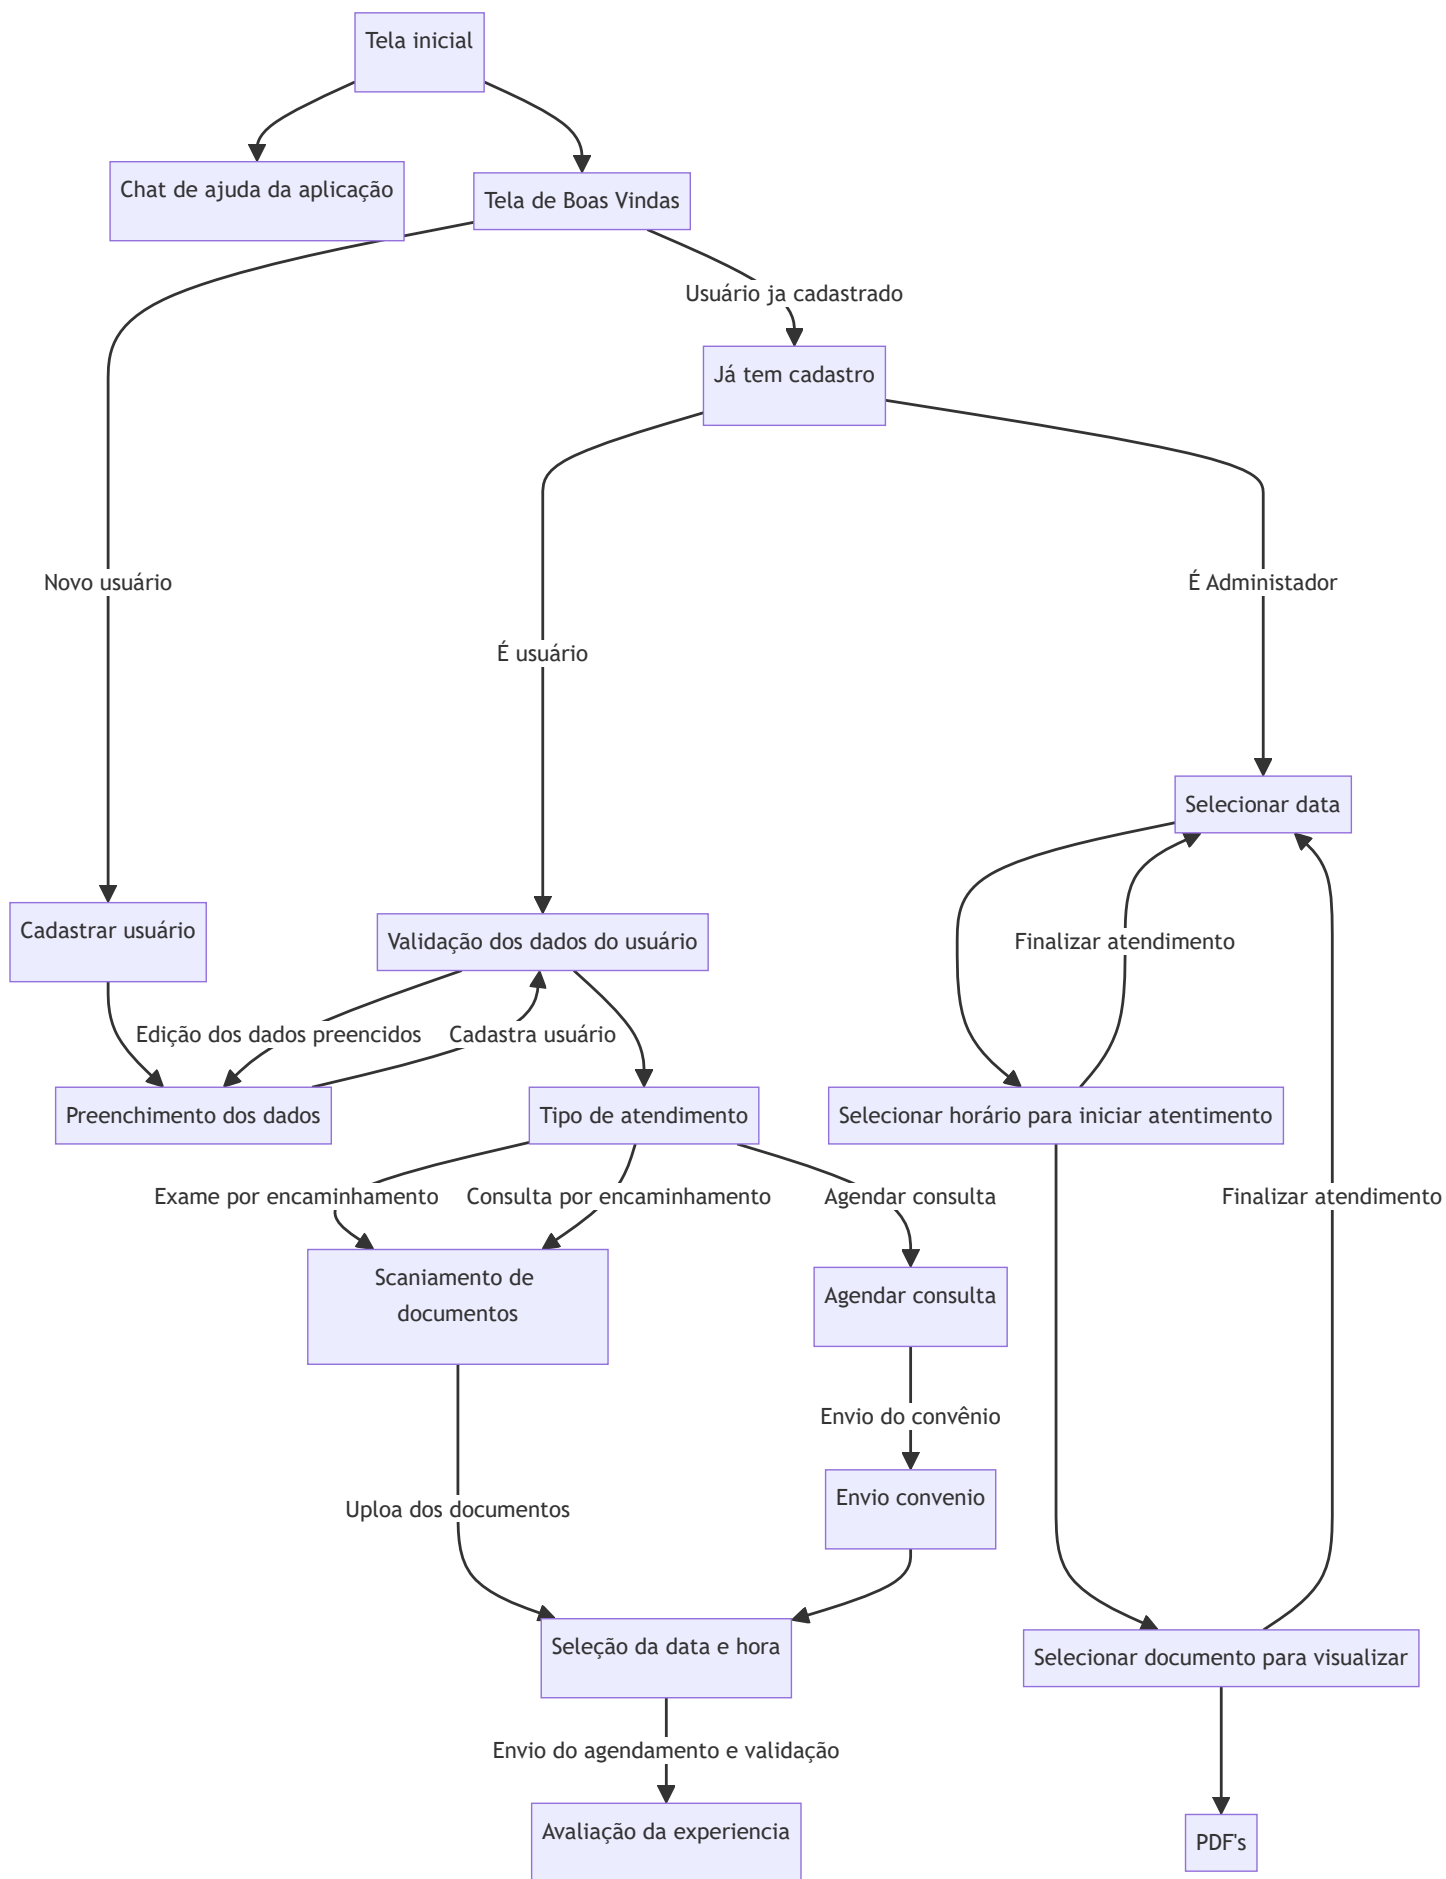 Tela inicial
Chat de ajuda da aplicação
Tela de Boas Vindas
Usuário ja cadastrado
Já tem cadastro
Novo usuário
É Administador
É usuário
Selecionar data
Cadastrar usuário
Validação dos dados do usuário
Finalizar atendimento
Edição dos dados preencidos
Cadastra usuário
Preenchimento dos dados
Tipo de atendimento
Selecionar horário para iniciar atentimento
Exame por encaminhamento
Consulta por encaminhamento
Agendar consulta
Finalizar atendimento
Scaniamento de
documentos
Agendar consulta
Envio do convênio
Envio convenio
Uploa dos documentos
Seleção da data e hora
Selecionar documento para visualizar
Envio do agendamento e validação
Avaliação da experiencia
PDF's